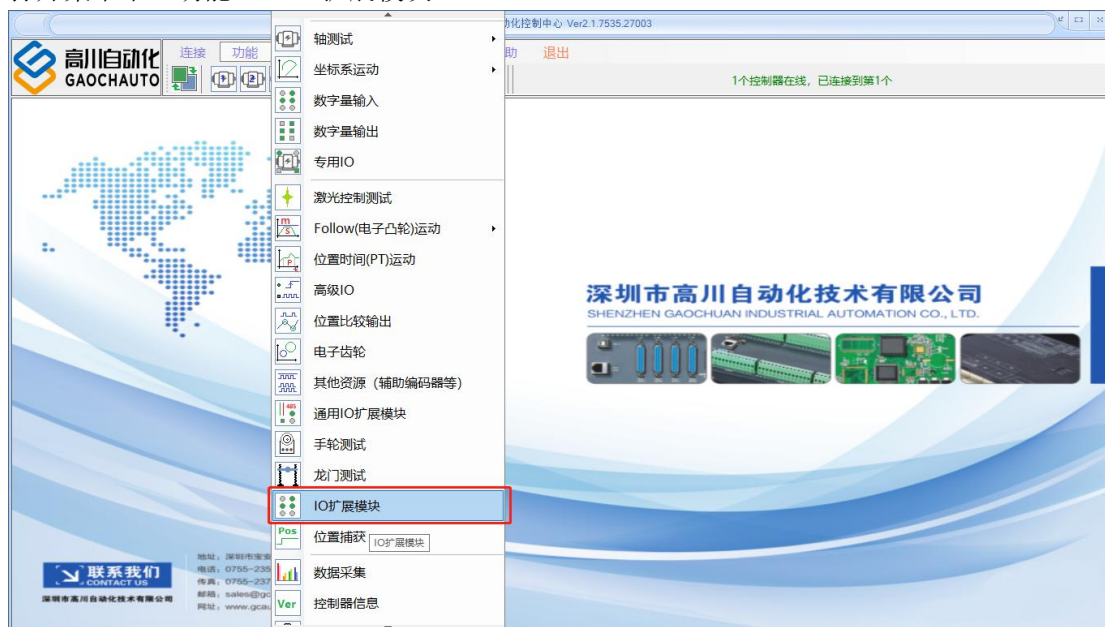 动化控制中心 Ver2.1.7535.27003
高川自动化
GAOCHAUTO
连接 功能
助 退出
1个控制器在线，已连接到第1个
轴测试
坐标系运动
数字量输入
数字量输出
专用IO
激光控制测试
Follow(电子凸轮)运动
位置时间(PT)运动
高级IO
位置比较输出
电子齿轮
其他资源（辅助编码器等）
通用IO扩展模块
手轮测试
龙门测试
IO扩展模块
位置捕获
IO扩展模块
数据采集
Ver 控制器信息
深圳市高川自动化技术有限公司
SHENZHEN GAOCHUAN INDUSTRIAL AUTOMATION CO., LTD.
联系我们
CONTACT US
深圳市高川自动化技术有限公司
地址：深圳市宝安
电话：0755-235
传真：0755-237
邮箱：sales@gc
网址：www.gcau